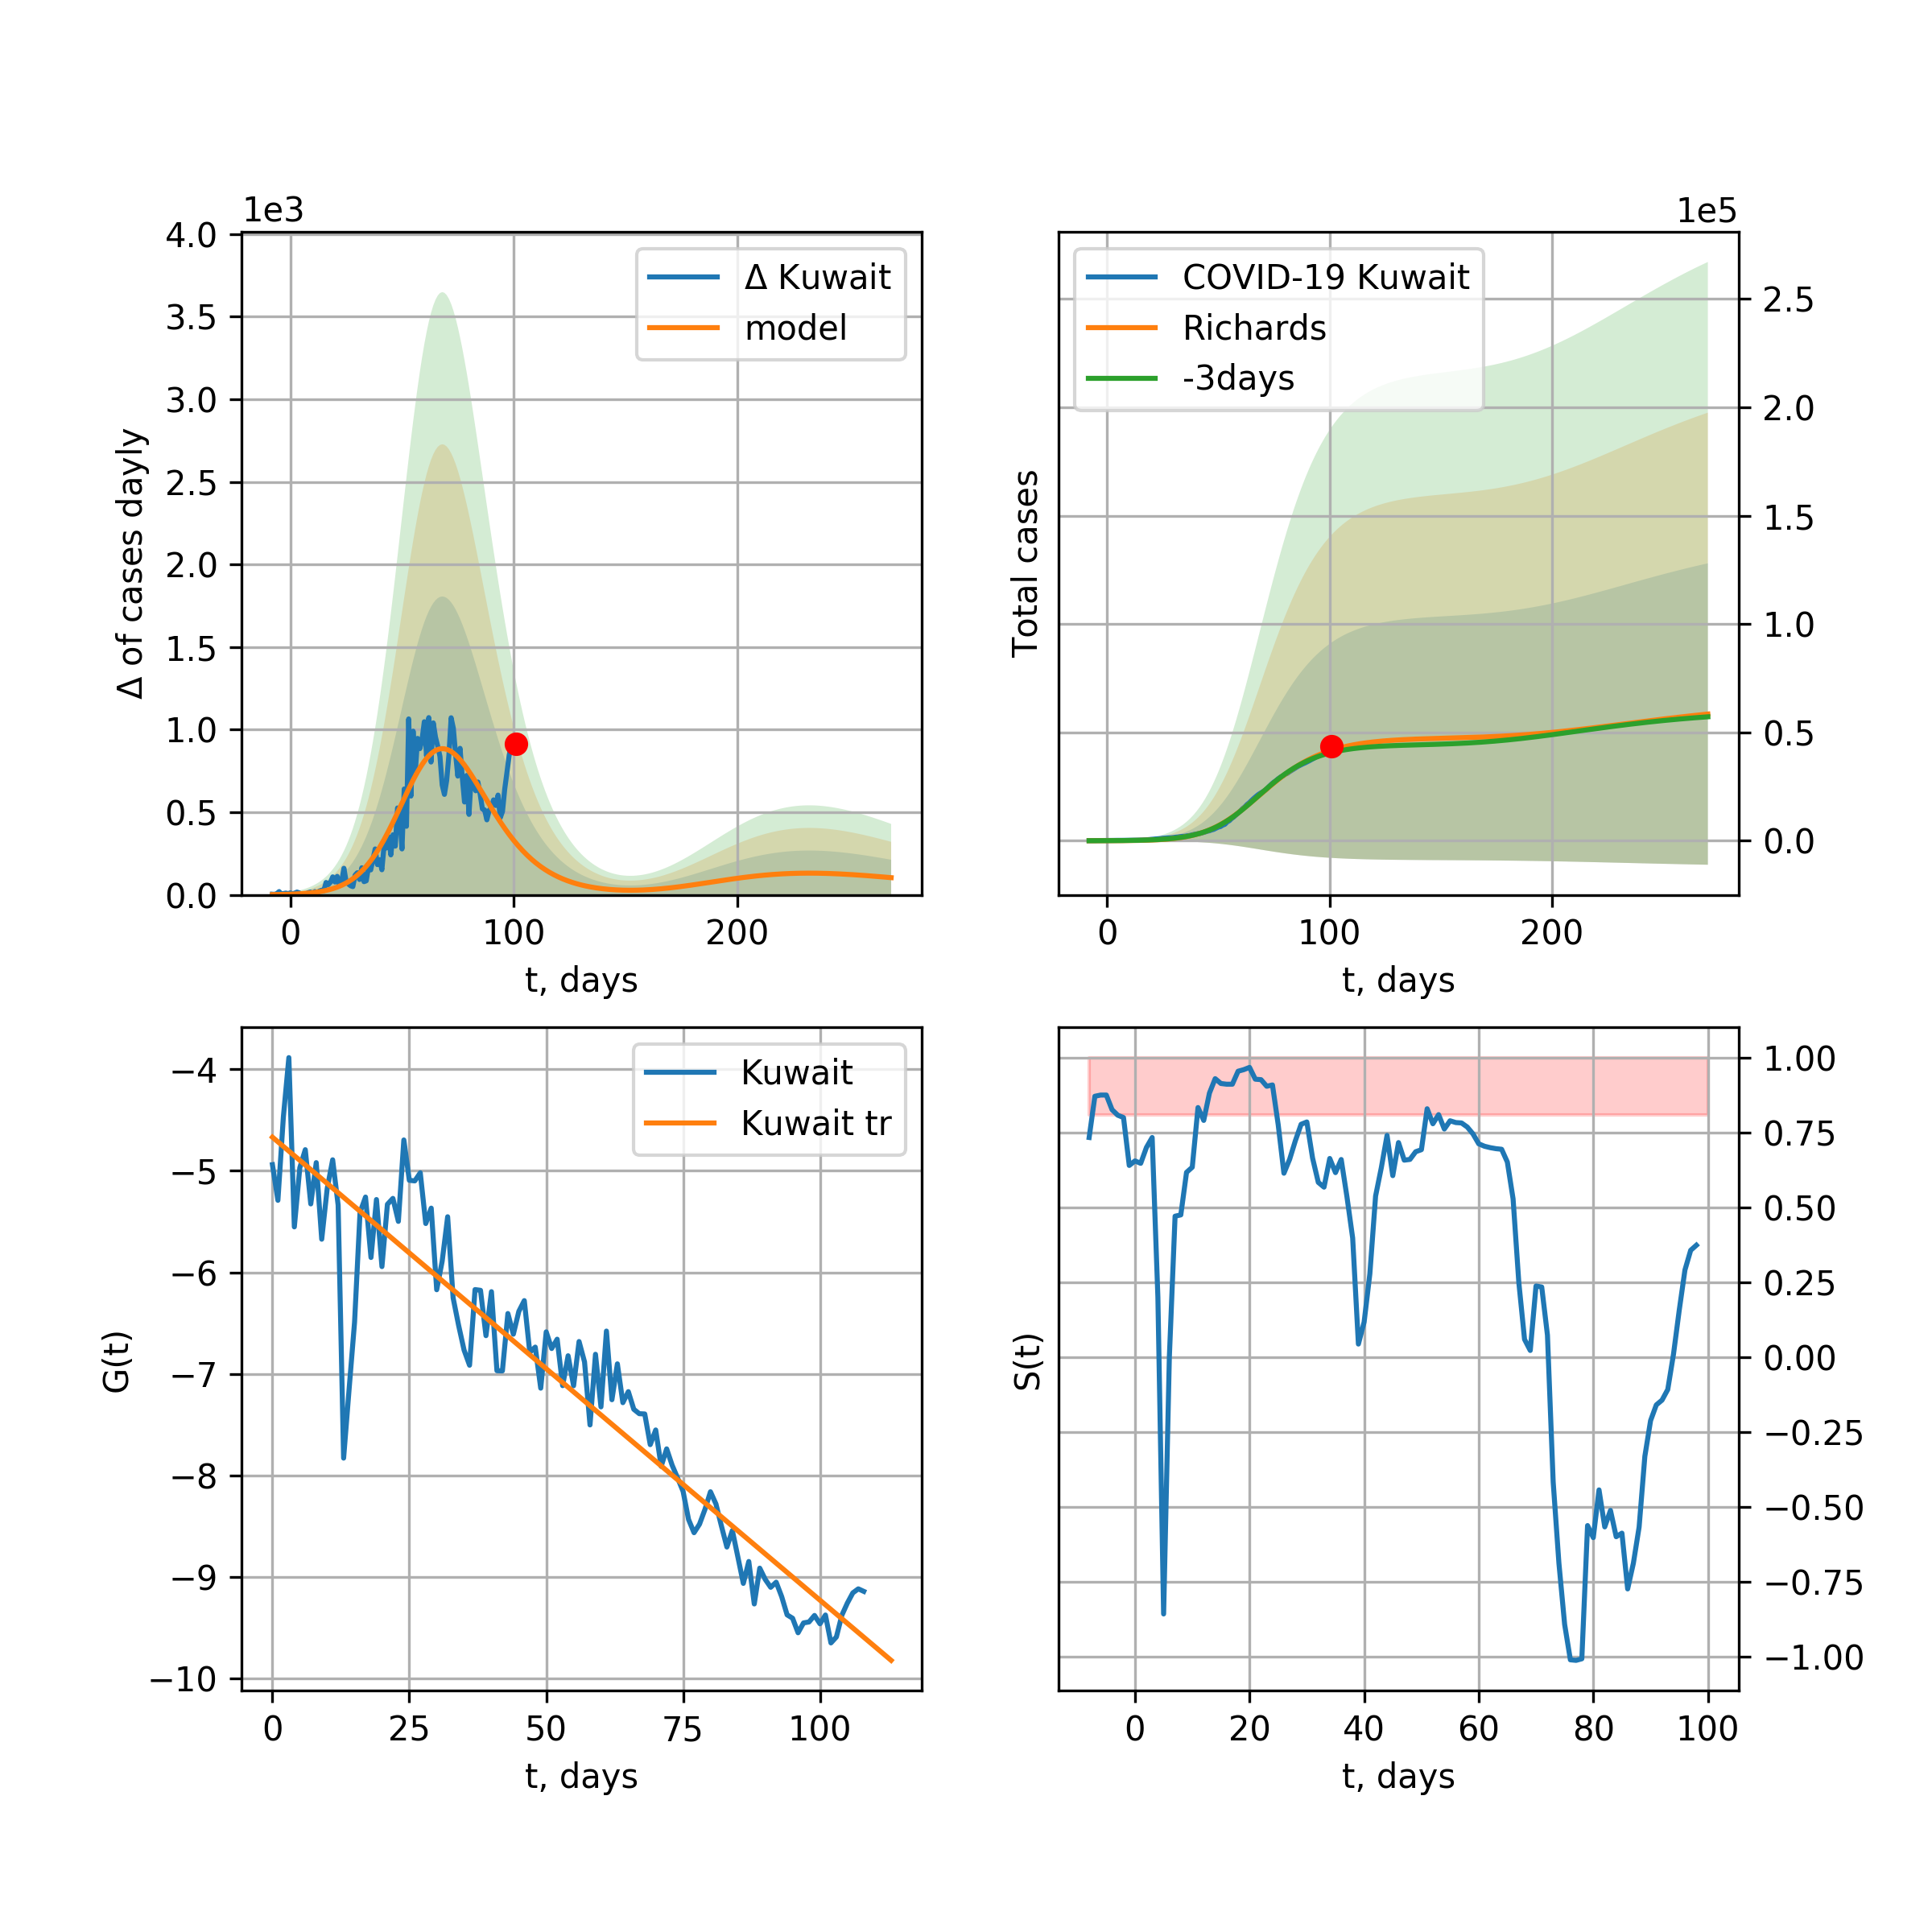 1e3
4.0
3.5
3.0
2.5
2.0
1.5
1.0
0.5
0.0
0
100
200
t, days
Δ of cases dayly
Δ Kuwait
model
1e5
2.5
2.0
1.5
1.0
0.5
0.0
0
100
200
t, days
Total cases
COVID-19 Kuwait
Richards
-3days
−4
−5
−6
−7
−8
−9
−10
0
25
50
75
100
t, days
G(t)
Kuwait
Kuwait tr
1.00
0.75
0.50
0.25
0.00
−0.25
−0.50
−0.75
−1.00
0
20
40
60
80
100
t, days
S(t)